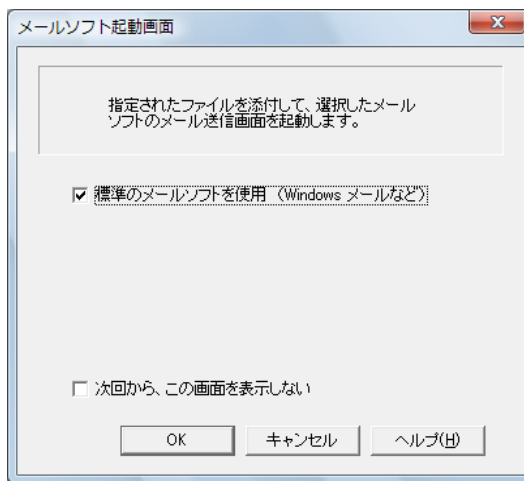 メールソフト起動画面
指定されたファイルを添付して、選択したメール
ソフトのメール送信画面を起動します。
標準のメールソフトを使用 (Windows メールなど)
次回から、この画面を表示しない
OK キャンセル ヘルプ(H)